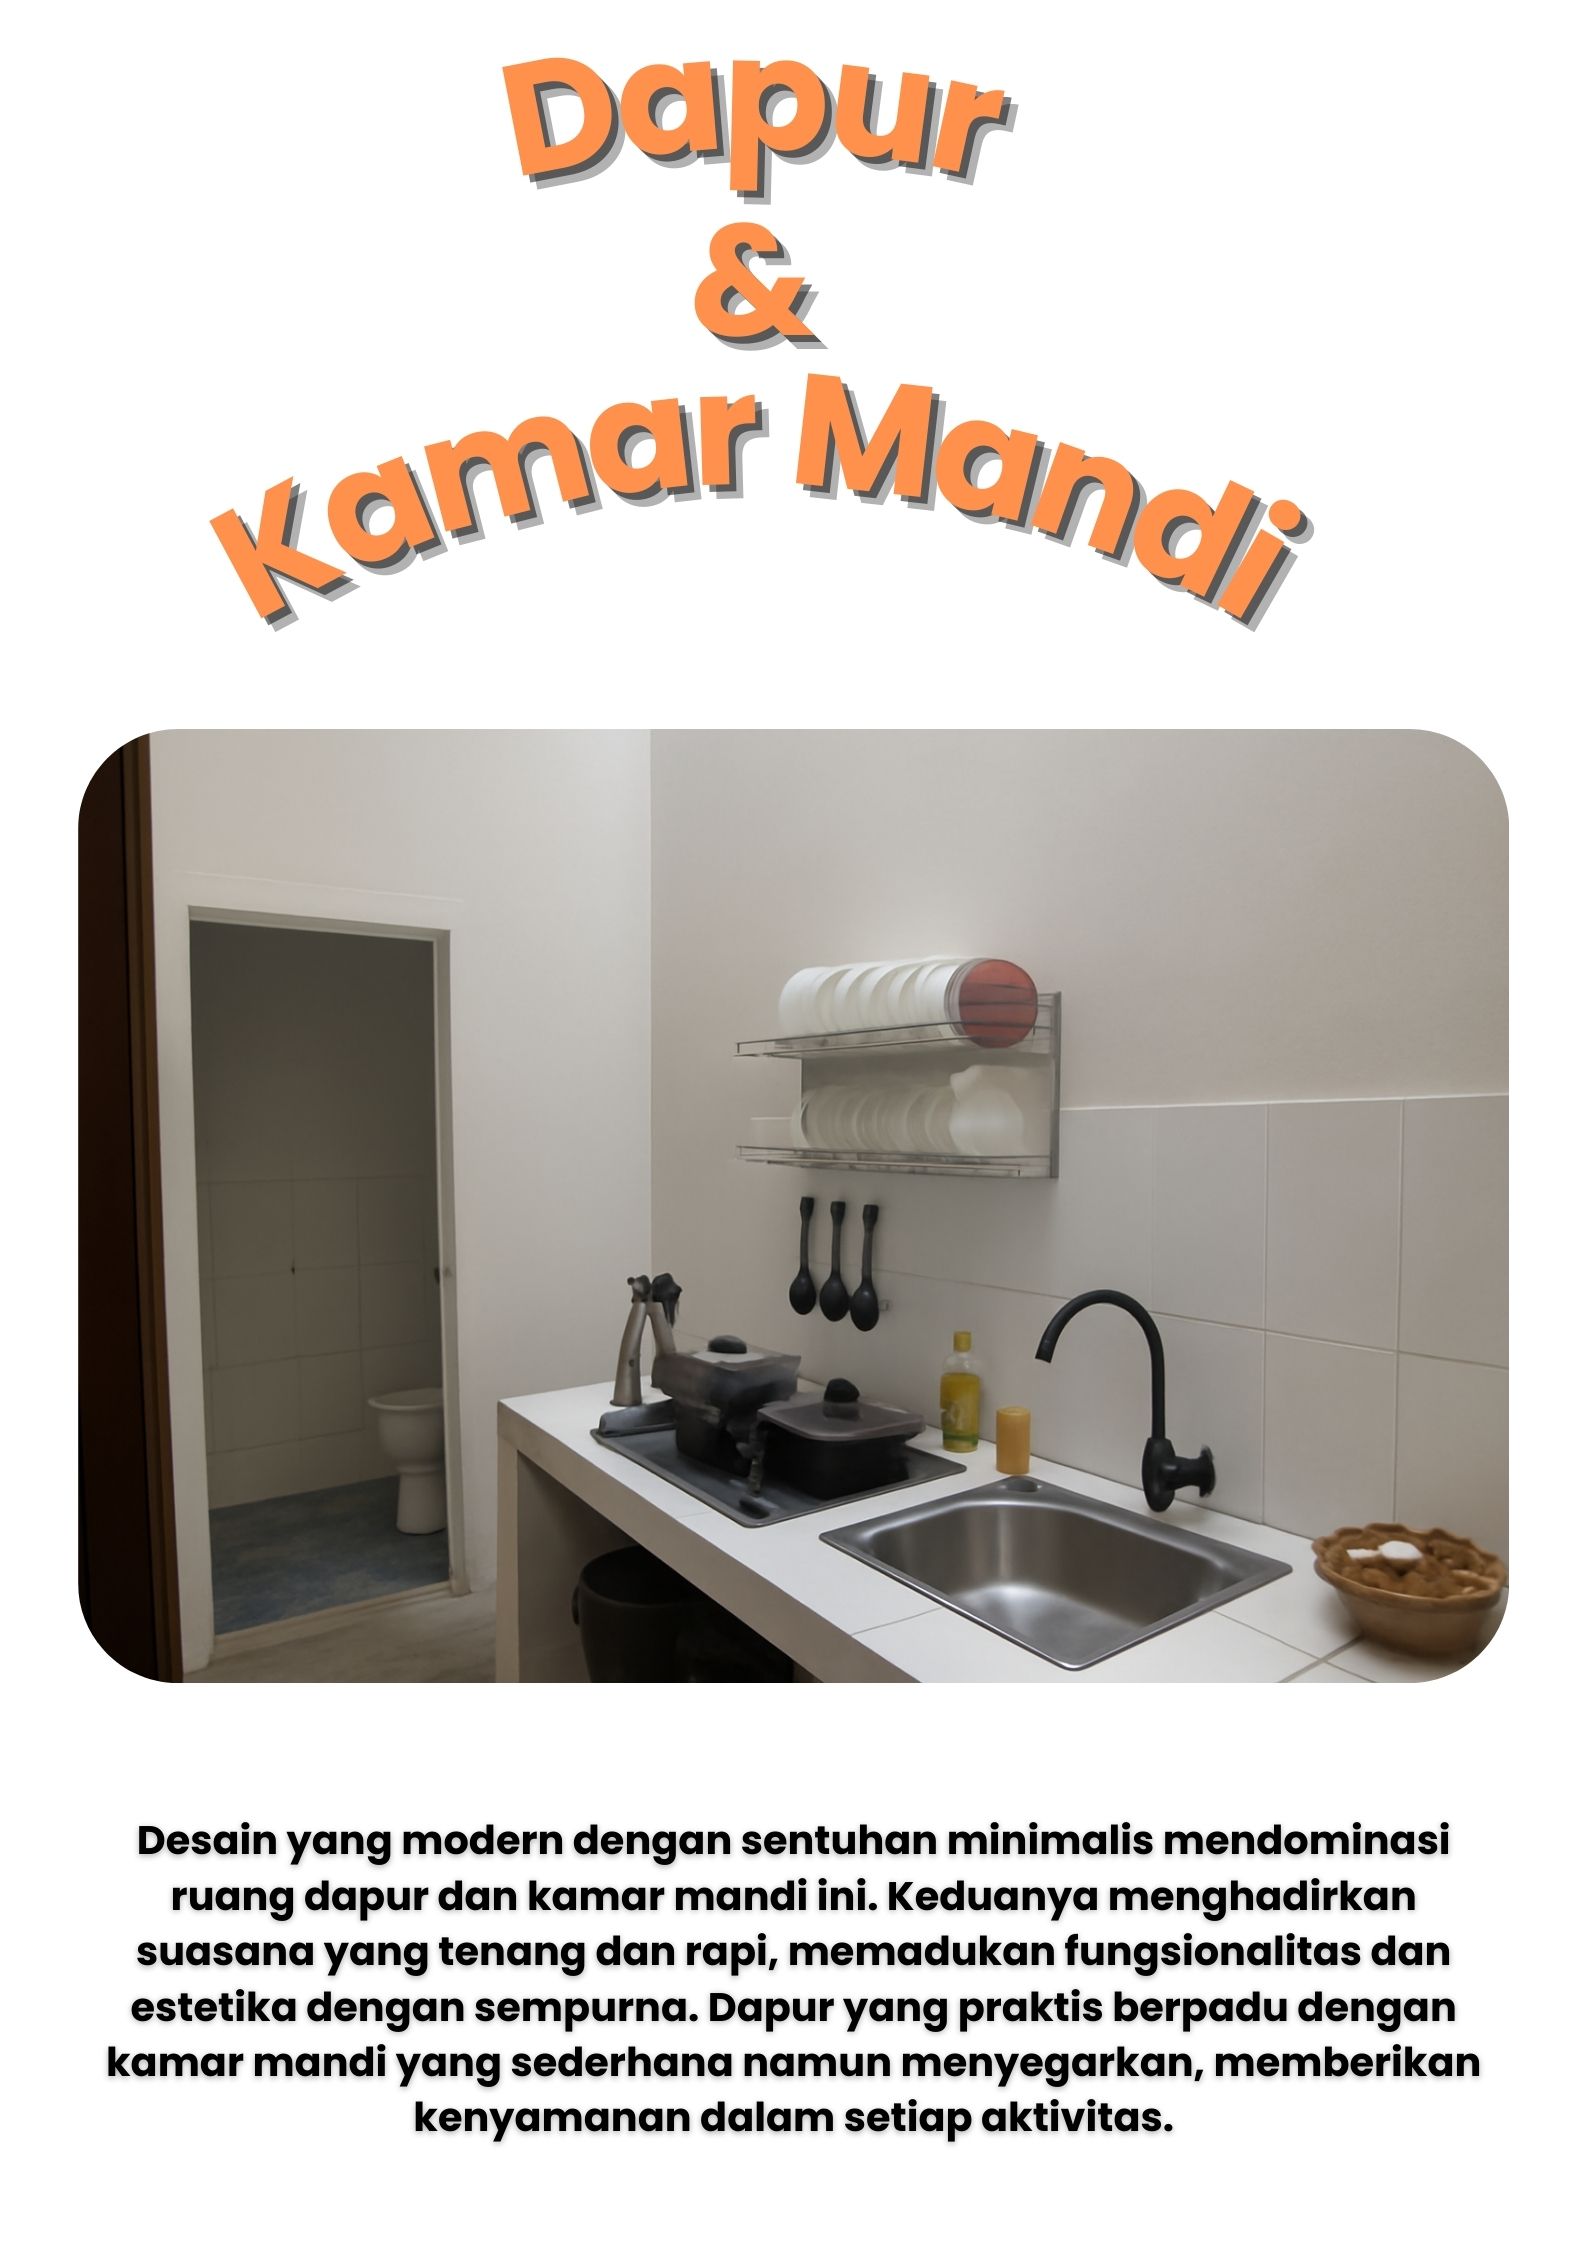 Dapur
&
Kamar Mandi
Desain yang modern dengan sentuhan minimalis mendominasi
ruang dapur dan kamar mandi ini. Keduanya menghadirkan
suasana yang tenang dan rapi, memadukan fungsionalitas dan
estetika dengan sempurna. Dapur yang praktis berpadu dengan
kamar mandi yang sederhana namun menyegarkan, memberikan
kenyamanan dalam setiap aktivitas.